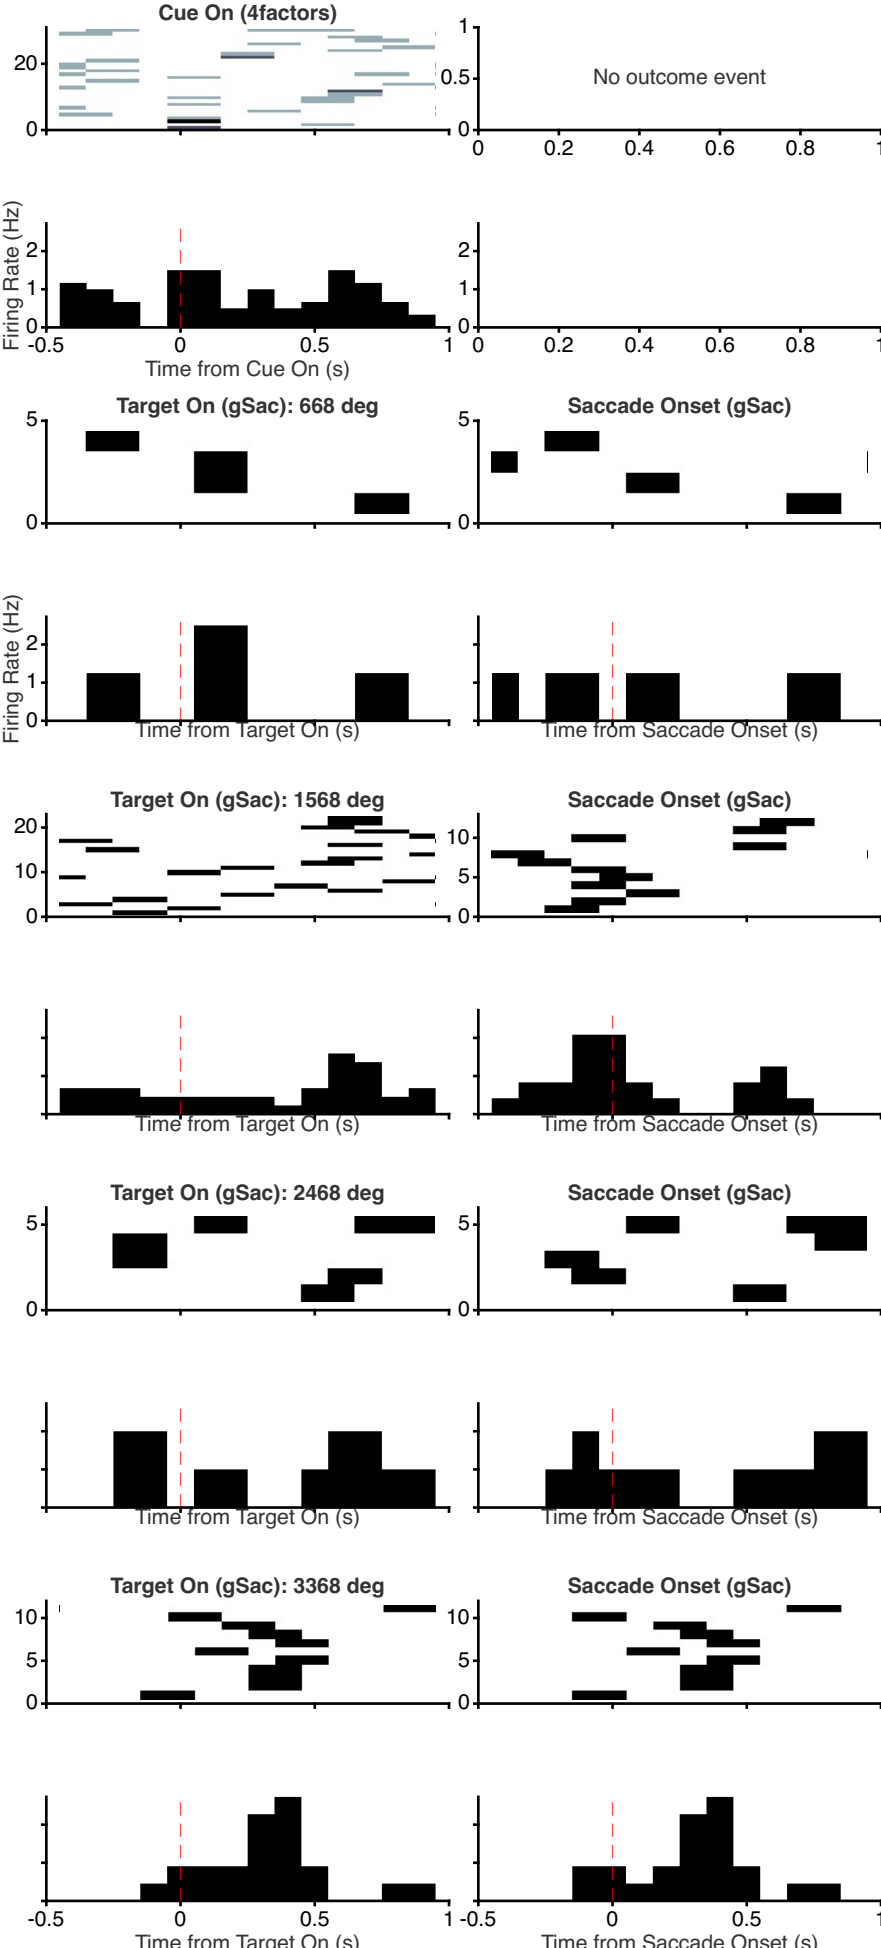 Cue On (4factors)
20
0
1
0.5
0
No outcome event
0 0.2 0.4 0.6 0.8 1
Firing Rate (Hz)
2
1
0
-0.5 0 0.5 1
Time from Cue On (s)
2
1
0
0 0.2 0.4 0.6 0.8 1
Target On (gSac): 668 deg
5
0
Saccade Onset (gSac)
5
0
Firing Rate (Hz)
2
1
0
Time from Target On (s)
2
1
0
Time from Saccade Onset (s)
Target On (gSac): 1568 deg
20
10
0
Saccade Onset (gSac)
10
5
0
Time from Target On (s)
Time from Saccade Onset (s)
Target On (gSac): 2468 deg
5
0
Saccade Onset (gSac)
5
0
Time from Target On (s)
Time from Saccade Onset (s)
Target On (gSac): 3368 deg
10
5
0
Saccade Onset (gSac)
10
5
0
-0.5 0 0.5 1
Time from Target On (s)
-0.5 0 0.5 1
Time from Saccade Onset (s)